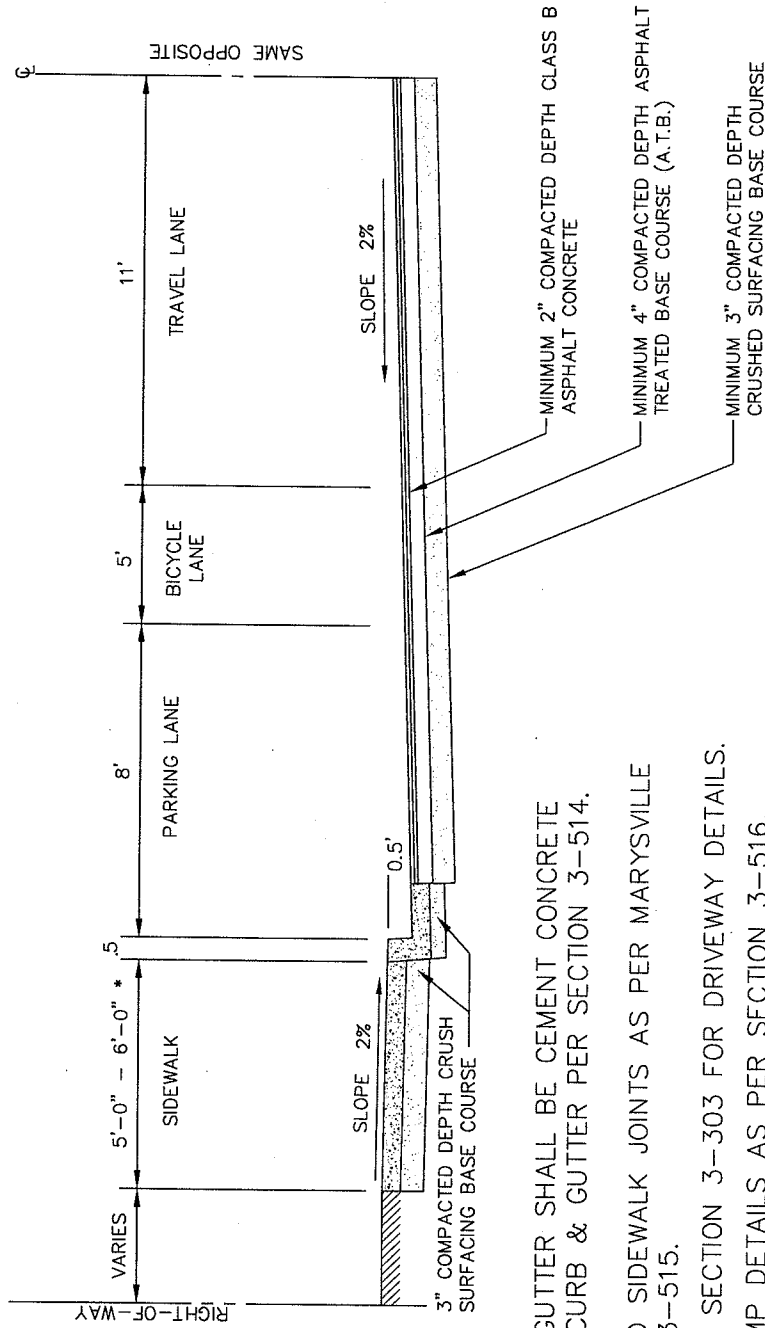 ℄
SAME OPPOSITE
11'
TRAVEL LANE
SLOPE 2%
5'
BICYCLE
LANE
8'
PARKING LANE
0.5'
.5
5'-0" - 6'-0" *
SIDEWALK
SLOPE 2%
VARIES
RIGHT-OF-WAY
3" COMPACTED DEPTH CRUSH
SURFACING BASE COURSE
MINIMUM 2" COMPACTED DEPTH CLASS B
ASPHALT CONCRETE
MINIMUM 4" COMPACTED DEPTH ASPHALT
TREATED BASE COURSE (A.T.B.)
MINIMUM 3" COMPACTED DEPTH
CRUSHED SURFACING BASE COURSE
GUTTER SHALL BE CEMENT CONCRETE
CURB & GUTTER PER SECTION 3-514.
SIDEWALK JOINTS AS PER MARYSVILLE
3-515.
SECTION 3-303 FOR DRIVEWAY DETAILS.
DETAILS AS PER SECTION 3-516